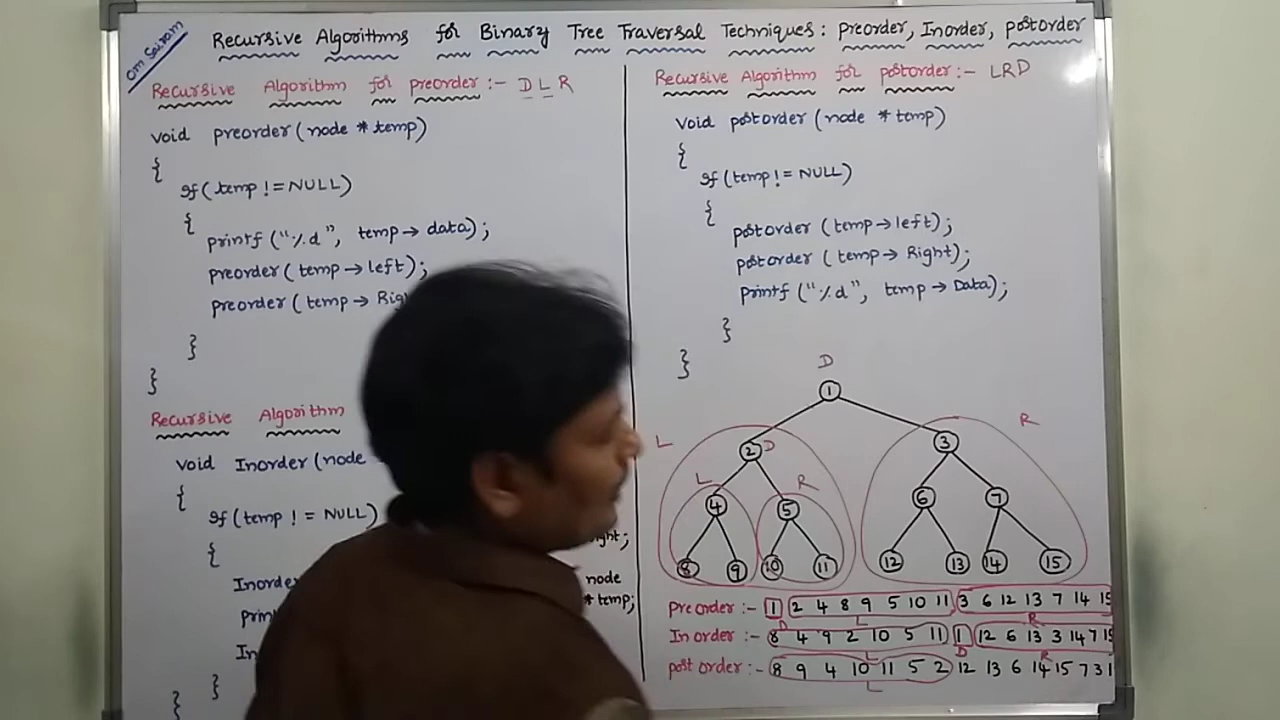 Om Sairam
Recursive Algorithms for Binary Tree Traversal Techniques: Preorder, Inorder, postorder
Recursive Algorithm for preorder:- D L R
void preorder(node * temp)
{
If(temp != NULL)
{
printf ("%d", temp→data);
preorder(temp→left);
preorder(temp→
}
}
Recursive Algorithm
void Inorder(node
{
If(temp != NULL)
{
node
* temp;
}
}
Recursive Algorithm for postorder:- LRD
void postorder (node * temp)
{
If(temp != NULL)
{
postorder (temp→left);
postorder (temp→Right);
printf ("%d", temp→Data);
}
}
D
1
L R
2 D 3
L R
4 5 6 7
8 9 10 11 12 13 14 15
Pre order :- 1 2 4 8 9 5 10 11 3 6 12 13 7 14 15
D L R
In order :- 8 4 9 2 10 5 11 1 12 6 13 3 14 7 15
L D R
post order :- 8 9 4 10 11 5 2 12 13 6 14 15 7 3 1
L